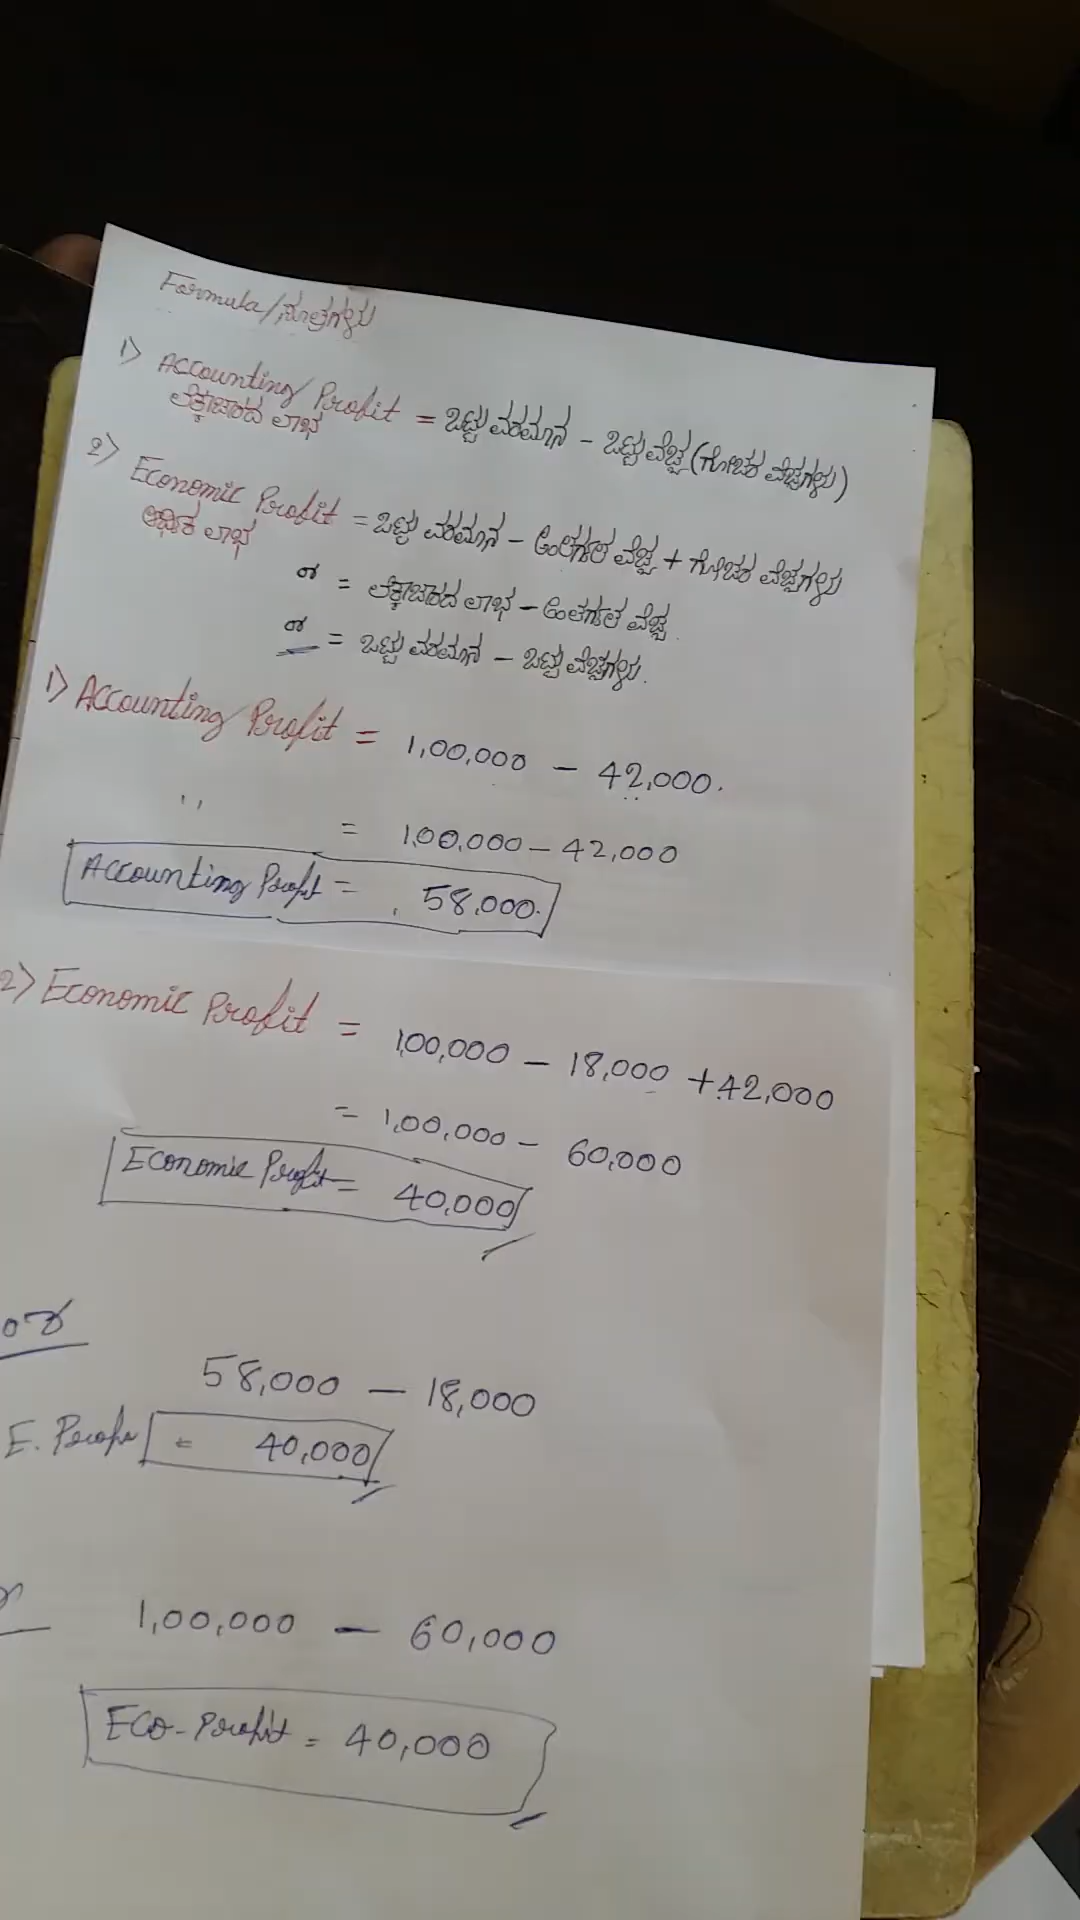 Formula/ಸೂತ್ರಗಳು
1) Accounting Profit = ಒಟ್ಟು ವರಮಾನ - ಒಟ್ಟು ವೆಚ್ಚ (ಗೋಚರ ವೆಚ್ಚಗಳು)
ಲೆಕ್ಕಾಚಾರದ ಲಾಭ
2) Economic Profit = ಒಟ್ಟು ವರಮಾನ - ಅಂತರ್ಗತ ವೆಚ್ಚ + ಗೋಚರ ವೆಚ್ಚಗಳು
ಆರ್ಥಿಕ ಲಾಭ
or = ಲೆಕ್ಕಾಚಾರದ ಲಾಭ - ಅಂತರ್ಗತ ವೆಚ್ಚ.
or = ಒಟ್ಟು ವರಮಾನ - ಒಟ್ಟು ವೆಚ್ಚಗಳು.
1) Accounting Profit = 1,00,000 - 42,000.
,, = 1,00,000 - 42,000
Accounting Profit = 58,000.
2) Economic Profit = 1,00,000 - 18,000 + 42,000
= 1,00,000 - 60,000
Economic Profit = 40,000
or
58,000 - 18,000
E. Profit = 40,000
1,00,000 - 60,000
Eco-Profit = 40,000